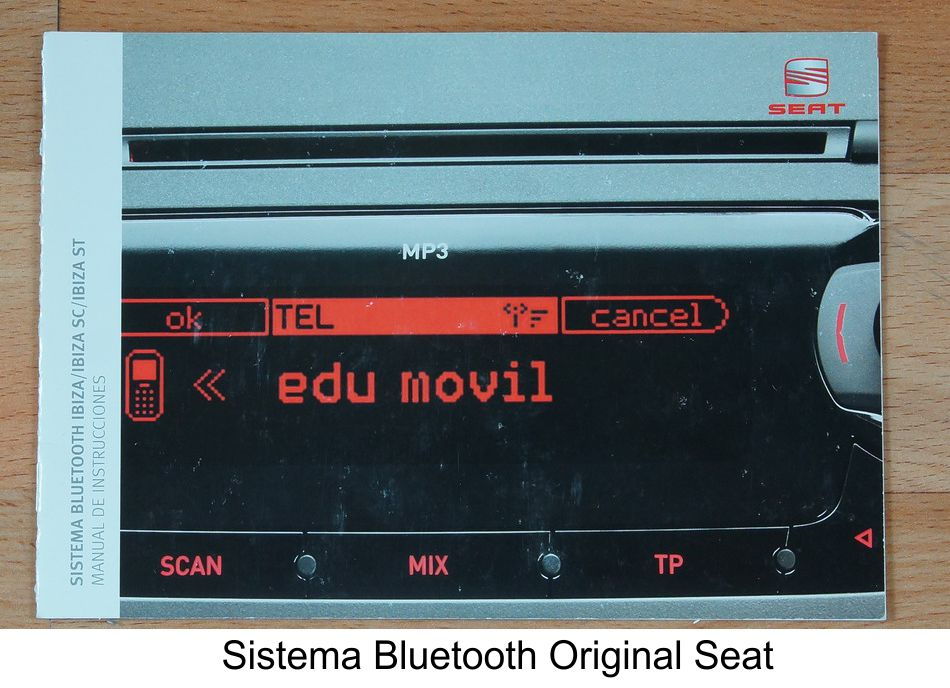 SEAT
MP3
ok
TEL
cancel
edu movil
SCAN
MIX
TP
SISTEMA BLUETOOTH IBIZA/IBIZA SC/IBIZA ST
MANUAL DE INSTRUCCIONES
Sistema Bluetooth Original Seat